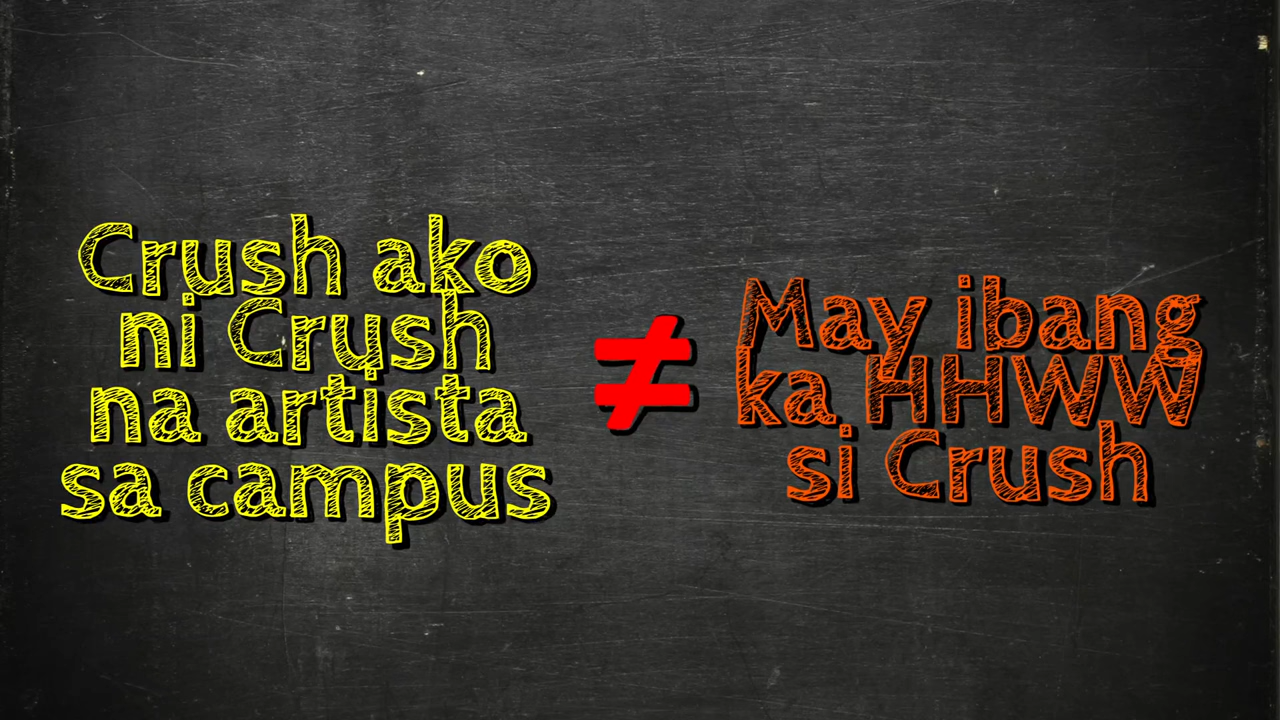 Crush ako
ni Crush
na artista
sa campus
≠
May ibang
ka HHWW
si Crush